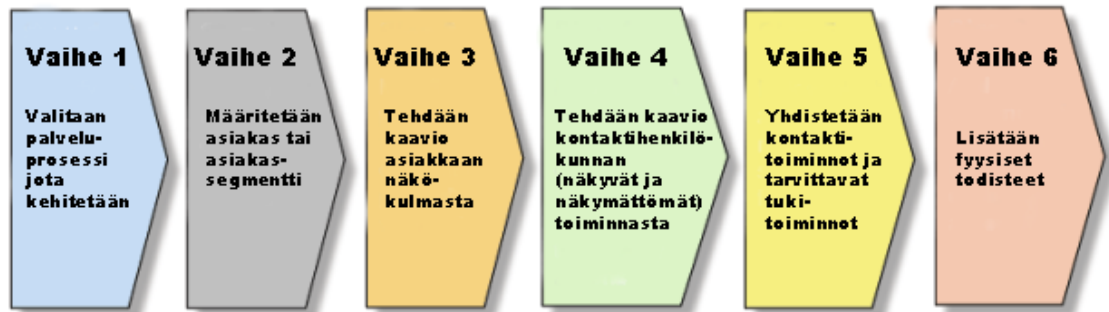 Vaihe 1
Valitaan
palvelu-
prosessi
jota
kehitetään
Vaihe 2
Määritetään
asiakas tai
asiakas-
segmentti
Vaihe 3
Tehdään
kaavio
asiakkaan
näkö-
kulmasta
Vaihe 4
Tehdään kaavio
kontaktihenkilö-
kunnan
(näkyvät ja
näkymättömät)
toiminnasta
Vaihe 5
Yhdistetään
kontakti-
toiminnot ja
tarvittavat
tuki-
toiminnot
Vaihe 6
Lisätään
fyysiset
todisteet